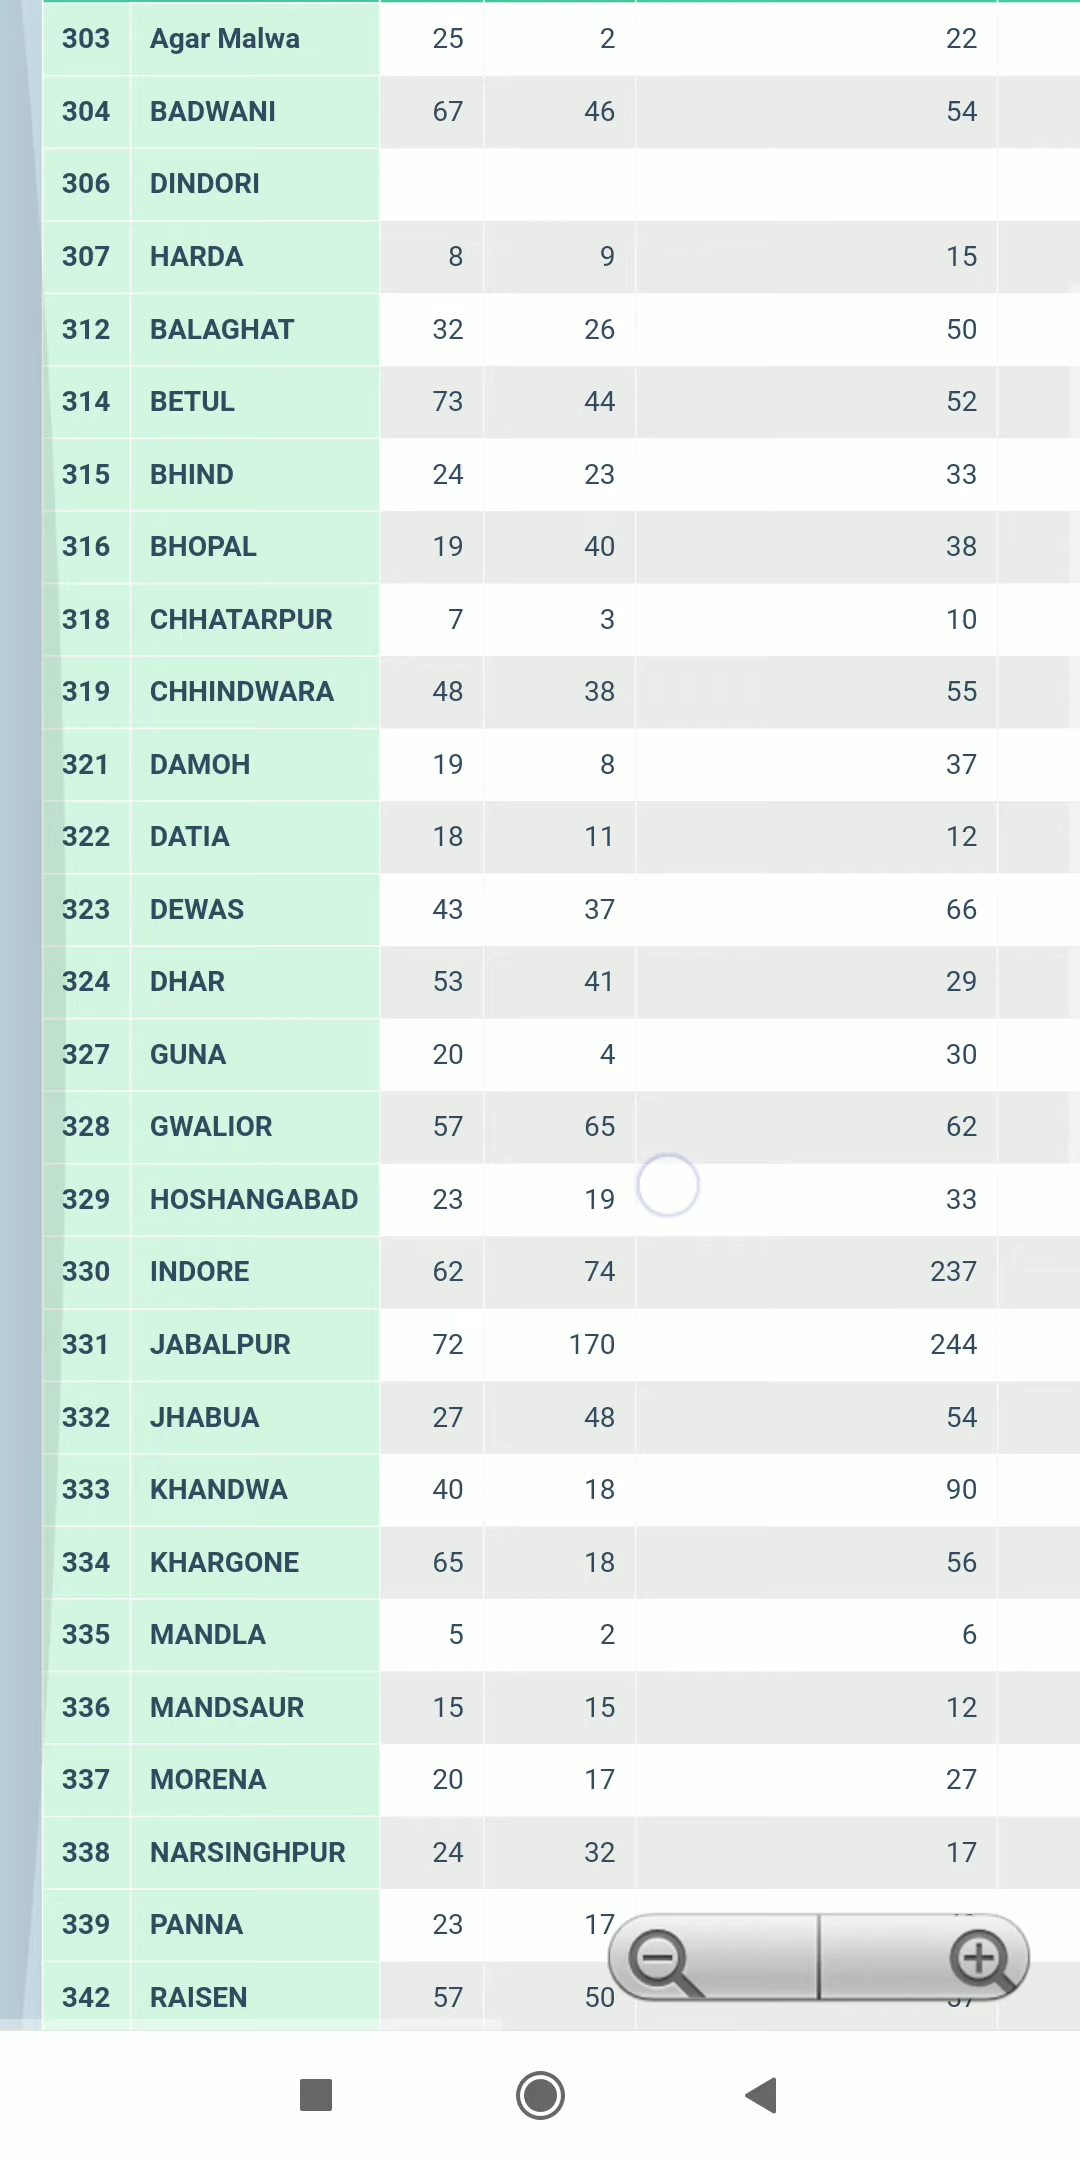 303 Agar Malwa 25 2 22
304 BADWANI 67 46 54
306 DINDORI
307 HARDA 8 9 15
312 BALAGHAT 32 26 50
314 BETUL 73 44 52
315 BHIND 24 23 33
316 BHOPAL 19 40 38
318 CHHATARPUR 7 3 10
319 CHHINDWARA 48 38 55
321 DAMOH 19 8 37
322 DATIA 18 11 12
323 DEWAS 43 37 66
324 DHAR 53 41 29
327 GUNA 20 4 30
328 GWALIOR 57 65 62
329 HOSHANGABAD 23 19 33
330 INDORE 62 74 237
331 JABALPUR 72 170 244
332 JHABUA 27 48 54
333 KHANDWA 40 18 90
334 KHARGONE 65 18 56
335 MANDLA 5 2 6
336 MANDSAUR 15 15 12
337 MORENA 20 17 27
338 NARSINGHPUR 24 32 17
339 PANNA 23 17
342 RAISEN 57 50